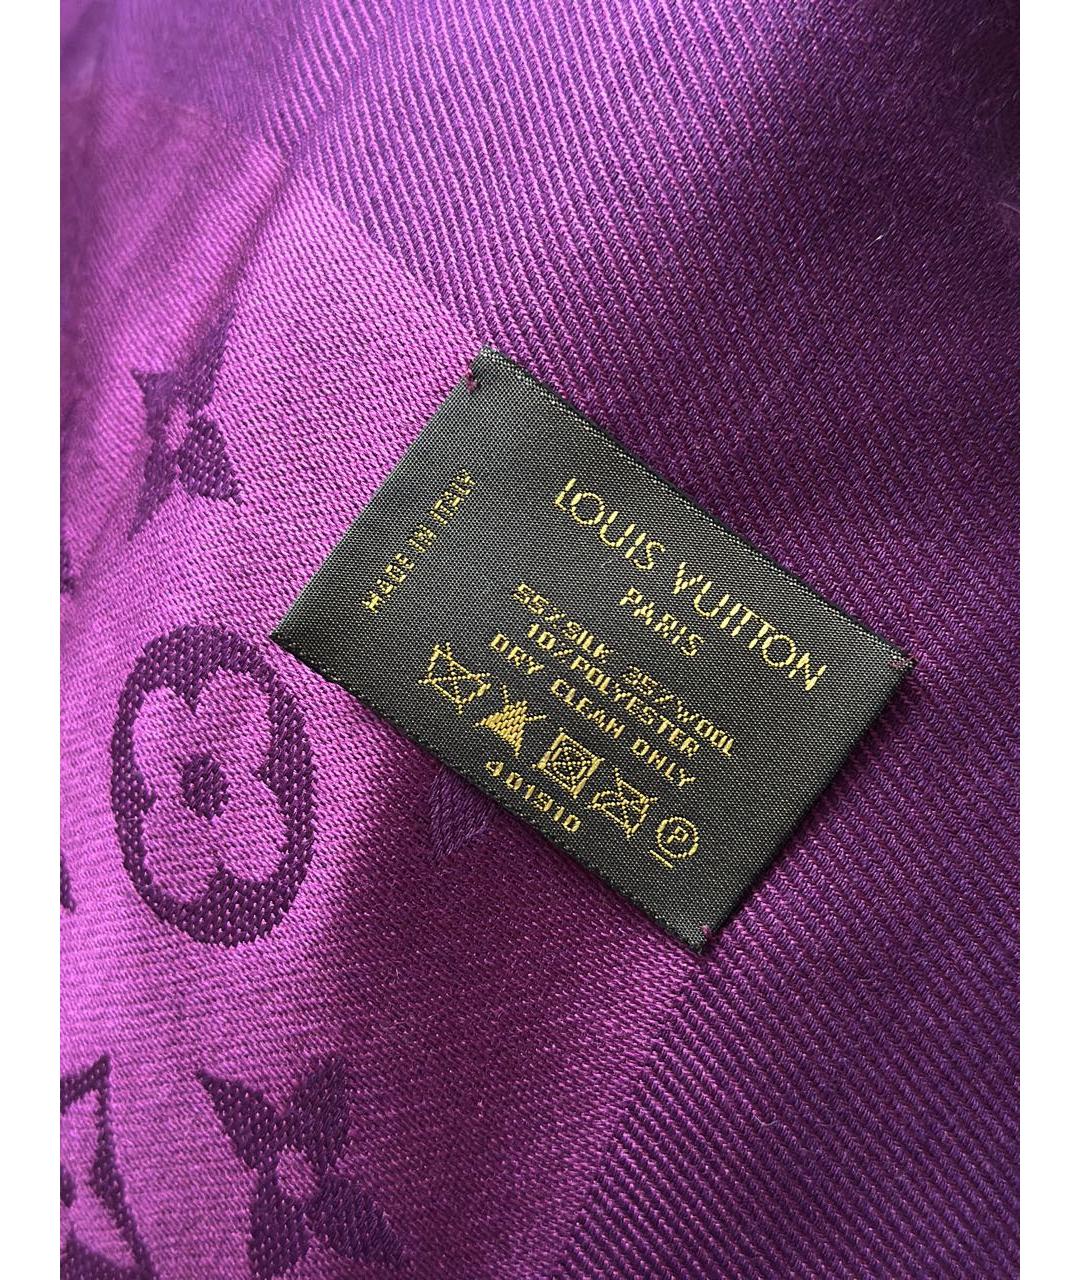 LOUIS VUITTON
PARIS
55/SILK 35/WOOL
10/POLYESTER
DRY CLEAN ONLY
P
401910
MADE IN ITALY